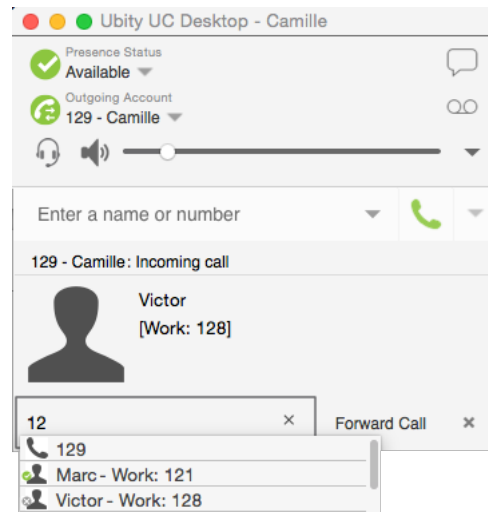 Ubity UC Desktop - Camille
Presence Status
Available
Outgoing Account
129 - Camille
Enter a name or number
129 - Camille: Incoming call
Victor
[Work: 128]
12
Forward Call
129
Marc - Work: 121
Victor - Work: 128